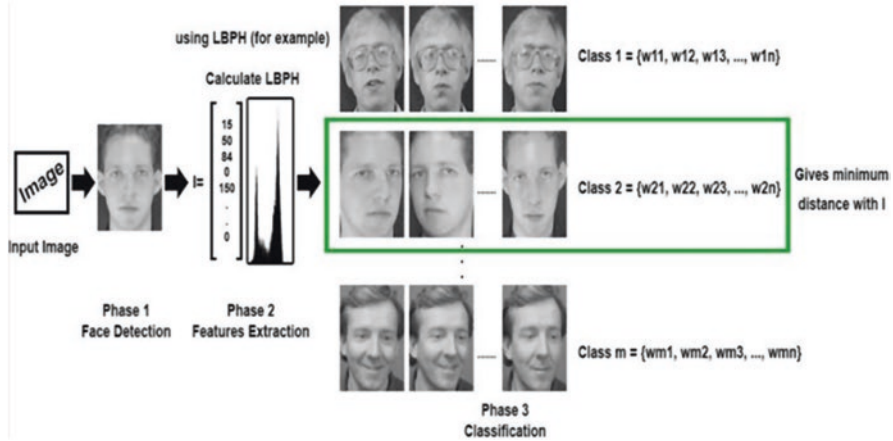 using LBPH (for example)
Class 1 = {w11, w12, w13, ..., w1n}
Calculate LBPH
Image
Input Image
I=
15
50
84
0
150
.
.
0
......
......
Class 2 = {w21, w22, w23, ..., w2n}
Gives minimum
distance with I
Phase 1
Face Detection
Phase 2
Features Extraction
......
Class m = {wm1, wm2, wm3, ..., wmn}
Phase 3
Classification